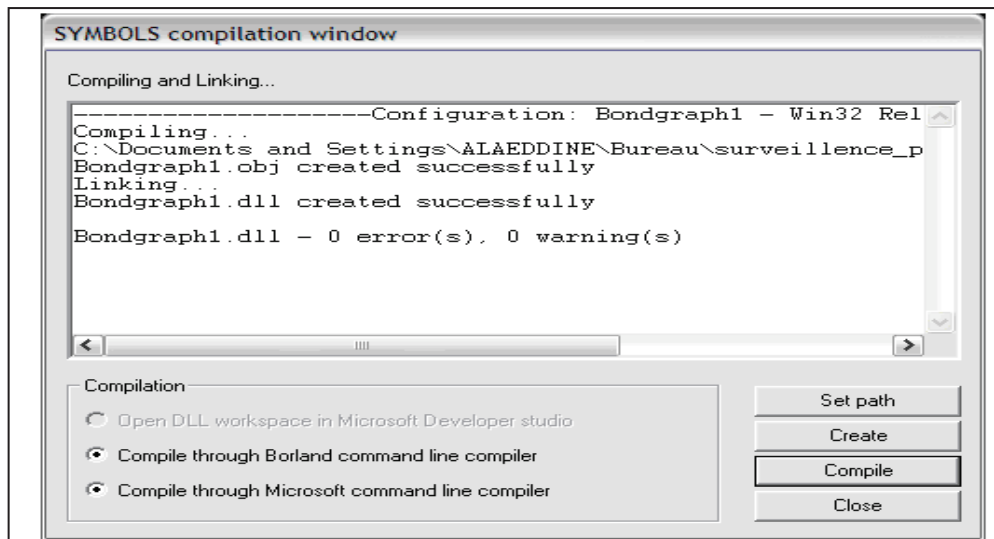 SYMBOLS compilation window
Compiling and Linking...
--------------------Configuration: Bondgraph1 - Win32 Rel
Compiling...
C:\Documents and Settings\ALAEDDINE\Bureau\surveillence_p
Bondgraph1.obj created successfully
Linking...
Bondgraph1.dll created successfully
Bondgraph1.dll - 0 error(s), 0 warning(s)
Compilation
Open DLL workspace in Microsoft Developer studio
Compile through Borland command line compiler
Compile through Microsoft command line compiler
Set path
Create
Compile
Close